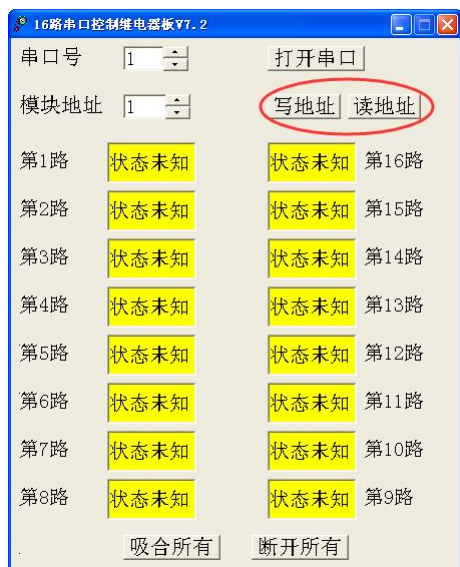 16路串口控制继电器板V7.2
串口号 1 打开串口
模块地址 1 写地址 读地址
第1路 状态未知 状态未知 第16路
第2路 状态未知 状态未知 第15路
第3路 状态未知 状态未知 第14路
第4路 状态未知 状态未知 第13路
第5路 状态未知 状态未知 第12路
第6路 状态未知 状态未知 第11路
第7路 状态未知 状态未知 第10路
第8路 状态未知 状态未知 第9路
吸合所有 断开所有